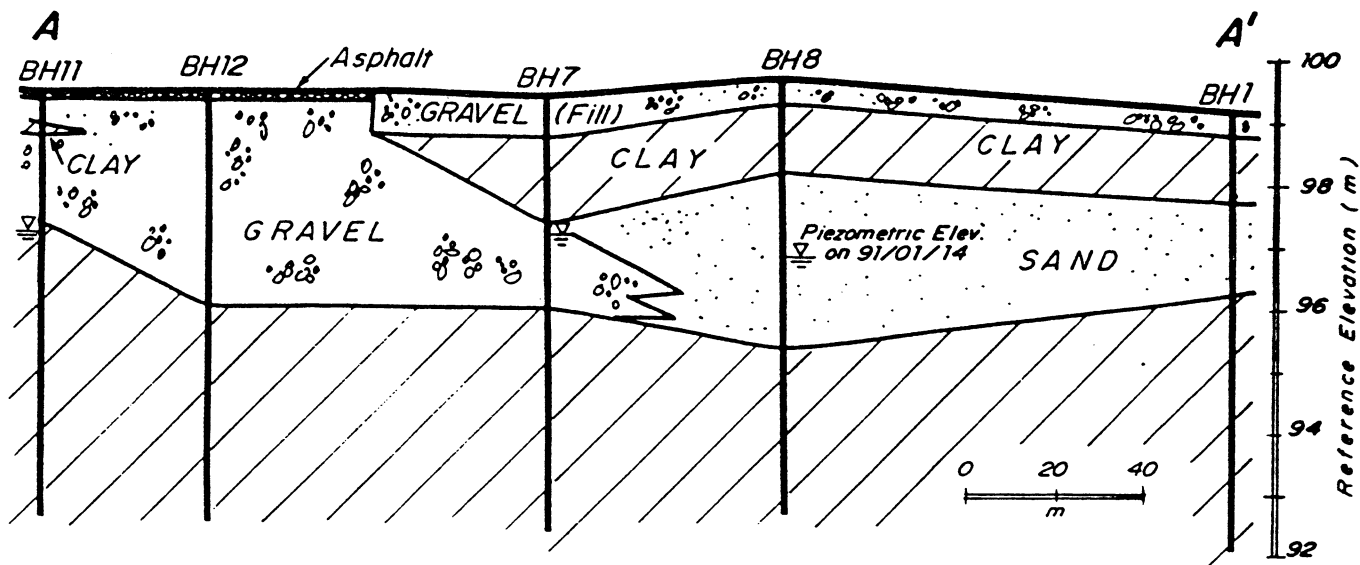 A
A'
BH11
BH12
Asphalt
BH7
BH8
BH1
GRAVEL (Fill)
CLAY
CLAY
CLAY
GRAVEL
Piezometric Elev.
on 91/01/14
SAND
0 20 40
m
100
98
96
94
92
Reference Elevation (m)